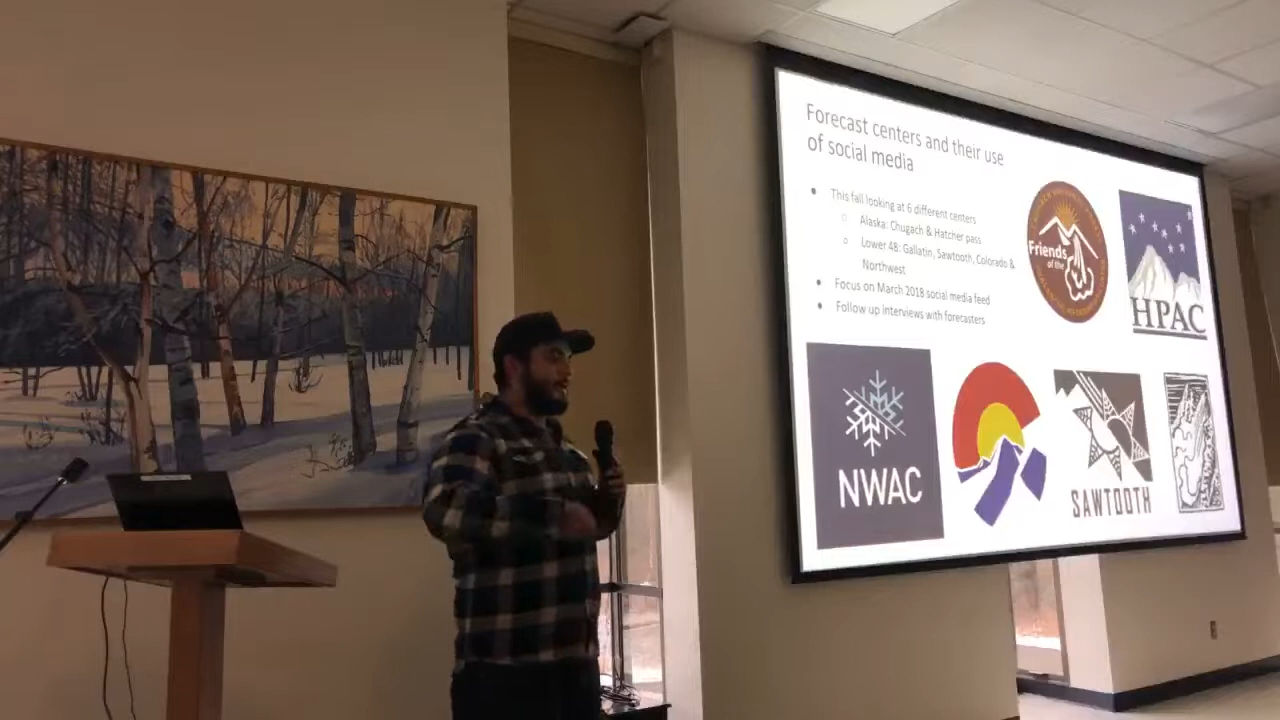 Forecast centers and their use
of social media
This fall looking at 6 different centers
Alaska: Chugach & Hatcher pass
Lower 48: Gallatin, Sawtooth, Colorado &
Northwest
Focus on March 2018 social media feed
Follow up interviews with forecasters
Friends
of the
HPAC
NWAC
SAWTOOTH